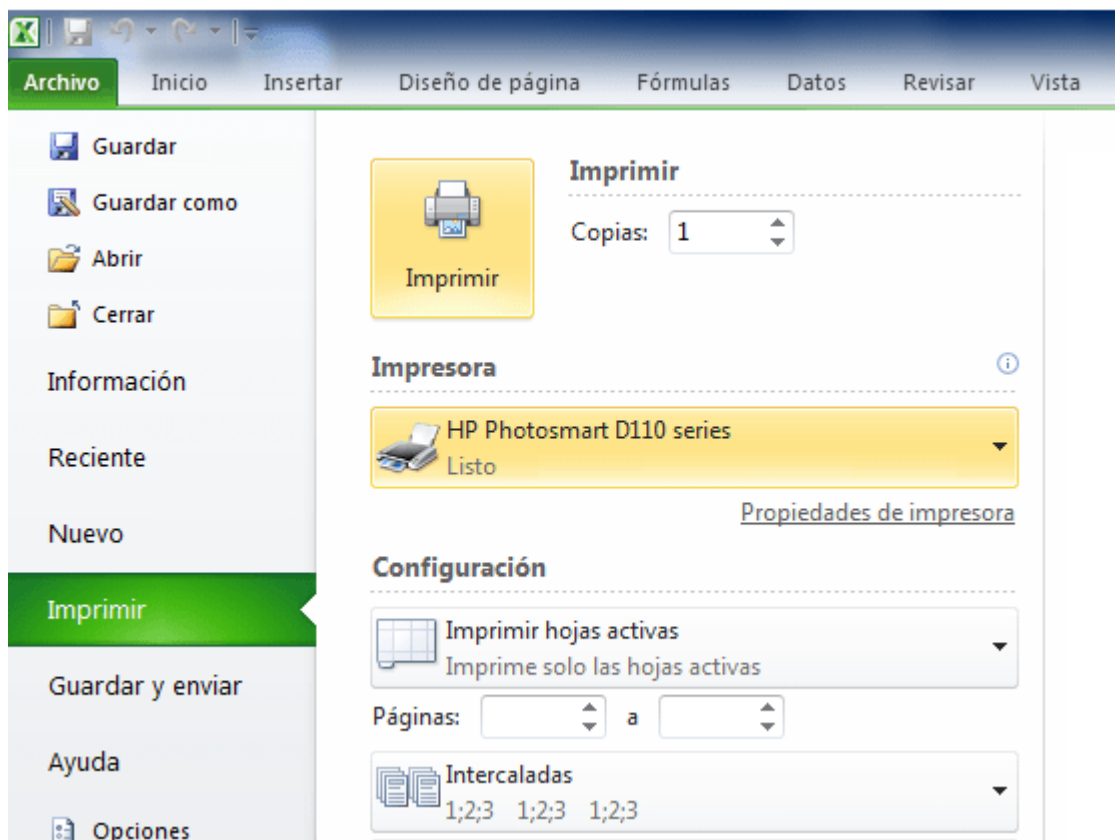 Archivo Inicio Insertar Diseño de página Fórmulas Datos Revisar Vista
Guardar
Guardar como
Abrir
Cerrar
Información
Reciente
Nuevo
Imprimir
Guardar y enviar
Ayuda
Opciones
Imprimir
Imprimir
Copias: 1
Impresora
HP Photosmart D110 series
Listo
Propiedades de impresora
Configuración
Imprimir hojas activas
Imprime solo las hojas activas
Páginas: a
Intercaladas
1;2;3 1;2;3 1;2;3